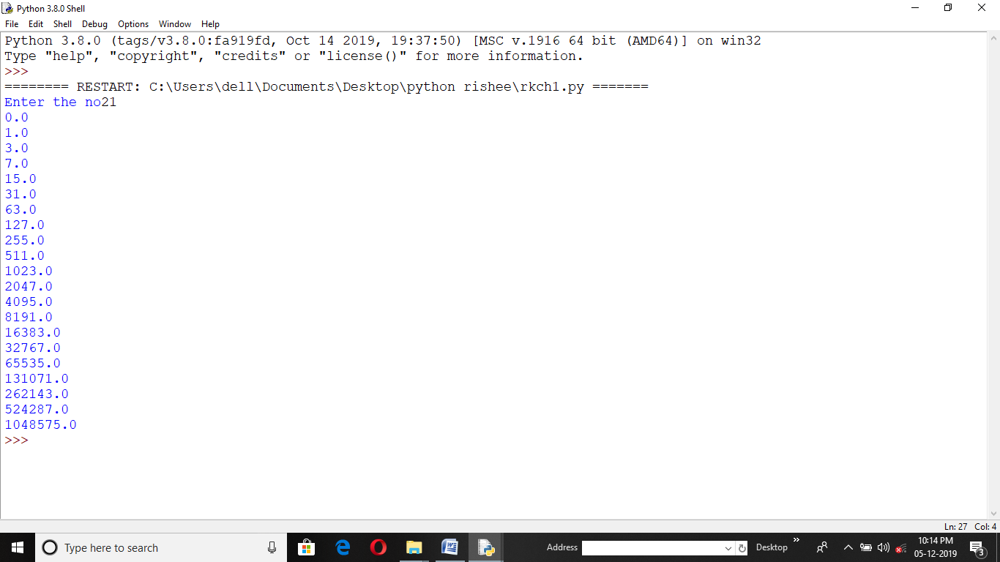 Python 3.8.0 Shell
File Edit Shell Debug Options Window Help
Python 3.8.0 (tags/v3.8.0:fa919fd, Oct 14 2019, 19:37:50) [MSC v.1916 64 bit (AMD64)] on win32
Type "help", "copyright", "credits" or "license()" for more information.
>>>
======== RESTART: C:\Users\dell\Documents\Desktop\python rishee\rkch1.py =======
Enter the no21
0.0
1.0
3.0
7.0
15.0
31.0
63.0
127.0
255.0
511.0
1023.0
2047.0
4095.0
8191.0
16383.0
32767.0
65535.0
131071.0
262143.0
524287.0
1048575.0
>>>
Ln: 27 Col: 4
Type here to search
Address
Desktop
10:14 PM
05-12-2019
3